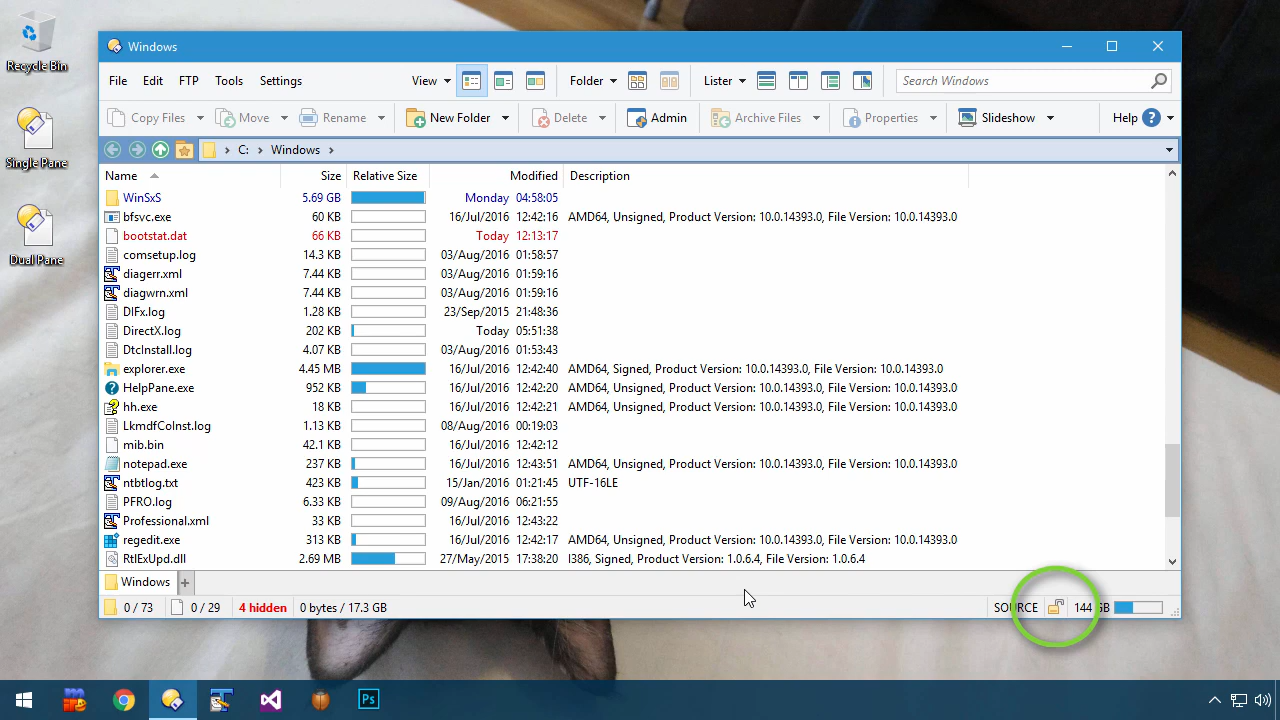 Recycle Bin
Single Pane
Dual Pane
Windows
File Edit FTP Tools Settings View Folder Lister Search Windows
Copy Files Move Rename New Folder Delete Admin Archive Files Properties Slideshow Help
C: Windows
Name Size Relative Size Modified Description
WinSxS 5.69 GB Monday 04:58:05
bfsvc.exe 60 KB 16/Jul/2016 12:42:16 AMD64, Unsigned, Product Version: 10.0.14393.0, File Version: 10.0.14393.0
bootstat.dat 66 KB Today 12:13:17
comsetup.log 14.3 KB 03/Aug/2016 01:58:57
diagerr.xml 7.44 KB 03/Aug/2016 01:59:16
diagwrn.xml 7.44 KB 03/Aug/2016 01:59:16
DIFx.log 1.28 KB 23/Sep/2015 21:48:36
DirectX.log 202 KB Today 05:51:38
DtcInstall.log 4.07 KB 03/Aug/2016 01:53:43
explorer.exe 4.45 MB 16/Jul/2016 12:42:40 AMD64, Signed, Product Version: 10.0.14393.0, File Version: 10.0.14393.0
HelpPane.exe 952 KB 16/Jul/2016 12:42:20 AMD64, Unsigned, Product Version: 10.0.14393.0, File Version: 10.0.14393.0
hh.exe 18 KB 16/Jul/2016 12:42:21 AMD64, Unsigned, Product Version: 10.0.14393.0, File Version: 10.0.14393.0
LkmdfCoInst.log 1.13 KB 08/Aug/2016 00:19:03
mib.bin 42.1 KB 16/Jul/2016 12:42:12
notepad.exe 237 KB 16/Jul/2016 12:43:51 AMD64, Unsigned, Product Version: 10.0.14393.0, File Version: 10.0.14393.0
ntbtlog.txt 423 KB 15/Jan/2016 01:21:45 UTF-16LE
PFRO.log 6.33 KB 09/Aug/2016 06:21:55
Professional.xml 33 KB 16/Jul/2016 12:43:22
regedit.exe 313 KB 16/Jul/2016 12:42:17 AMD64, Unsigned, Product Version: 10.0.14393.0, File Version: 10.0.14393.0
RtlExUpd.dll 2.69 MB 27/May/2015 17:38:20 I386, Signed, Product Version: 1.0.6.4, File Version: 1.0.6.4
Windows +
0 / 73 0 / 29 4 hidden 0 bytes / 17.3 GB SOURCE 144 GB
Ps